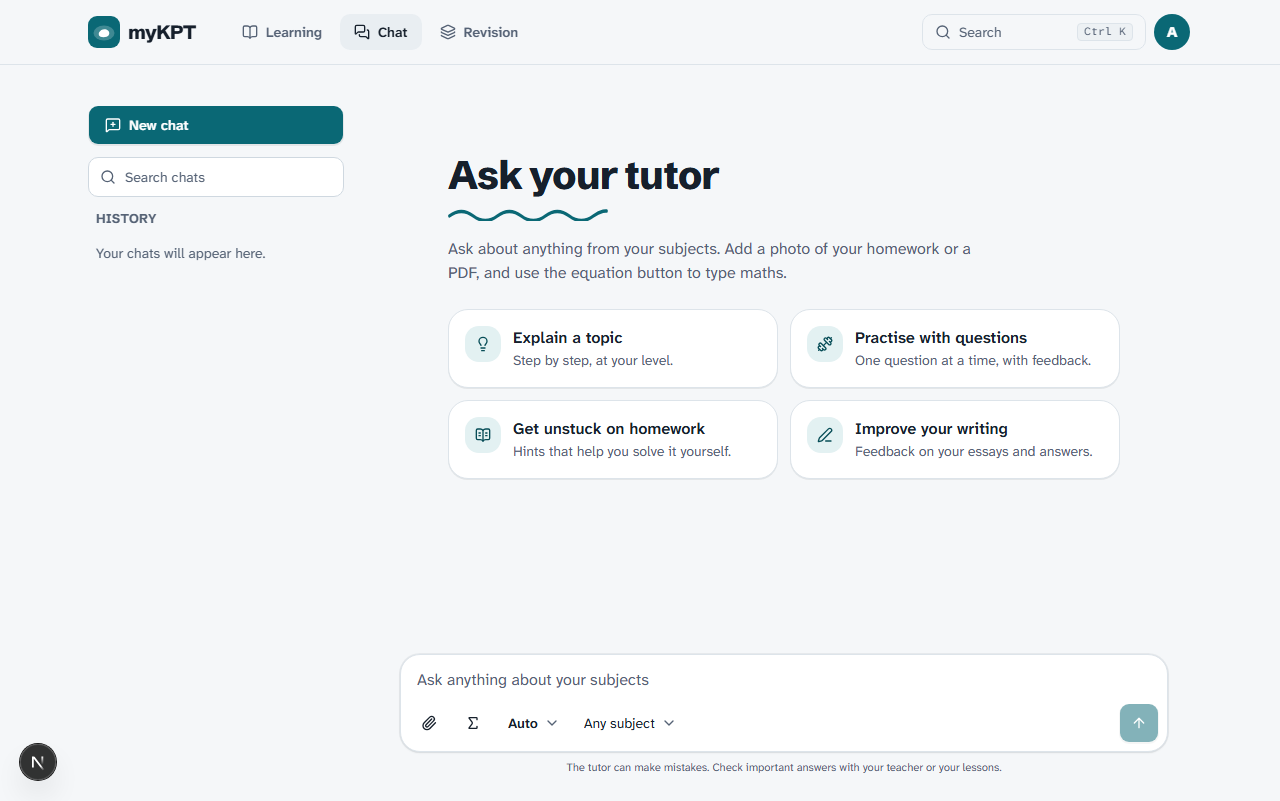 myKPT
Learning
Chat
Revision
Search
Ctrl K
A
New chat
Search chats
HISTORY
Your chats will appear here.
Ask your tutor
Ask about anything from your subjects. Add a photo of your homework or a
PDF, and use the equation button to type maths.
Explain a topic
Step by step, at your level.
Practise with questions
One question at a time, with feedback.
Get unstuck on homework
Hints that help you solve it yourself.
Improve your writing
Feedback on your essays and answers.
Ask anything about your subjects
Σ
Auto
Any subject
The tutor can make mistakes. Check important answers with your teacher or your lessons.
N